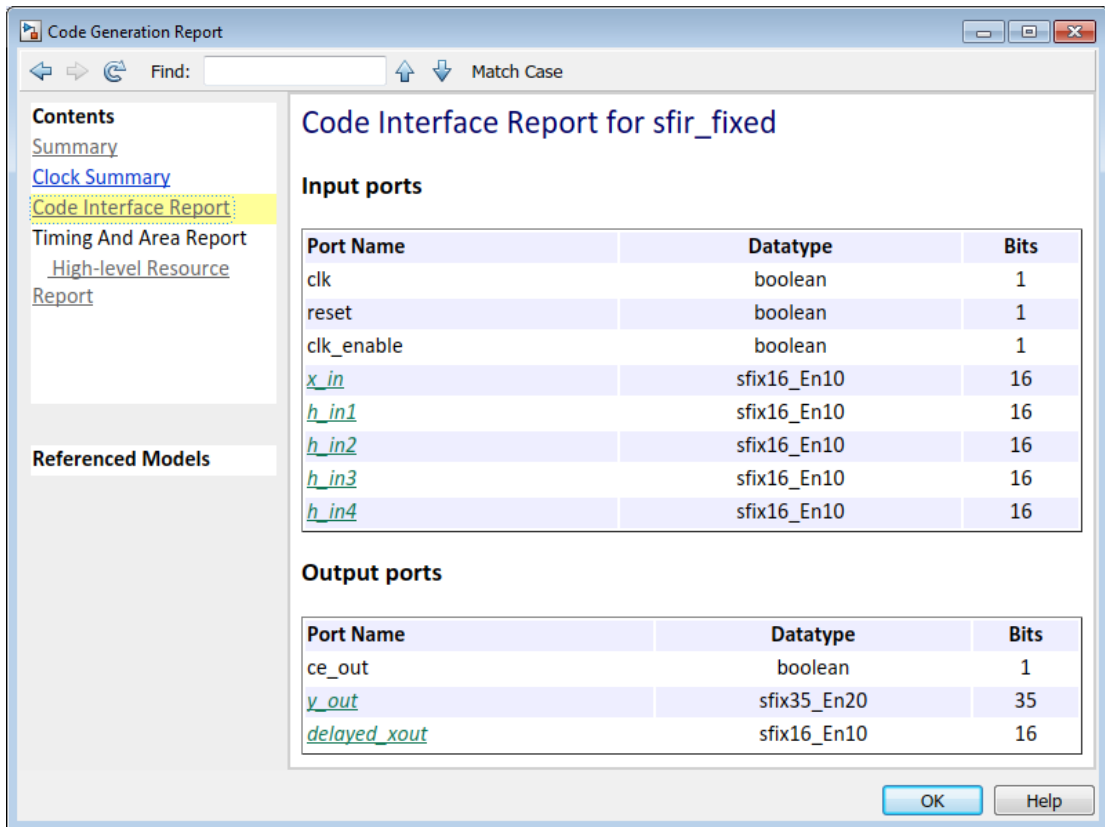 Code Generation Report
Find:
Match Case
Contents
Summary
Clock Summary
Code Interface Report
Timing And Area Report
High-level Resource
Report
Referenced Models
Code Interface Report for sfir_fixed
Input ports
Port Name Datatype Bits
clk boolean 1
reset boolean 1
clk_enable boolean 1
x_in sfix16_En10 16
h_in1 sfix16_En10 16
h_in2 sfix16_En10 16
h_in3 sfix16_En10 16
h_in4 sfix16_En10 16
Output ports
Port Name Datatype Bits
ce_out boolean 1
y_out sfix35_En20 35
delayed_xout sfix16_En10 16
OK Help